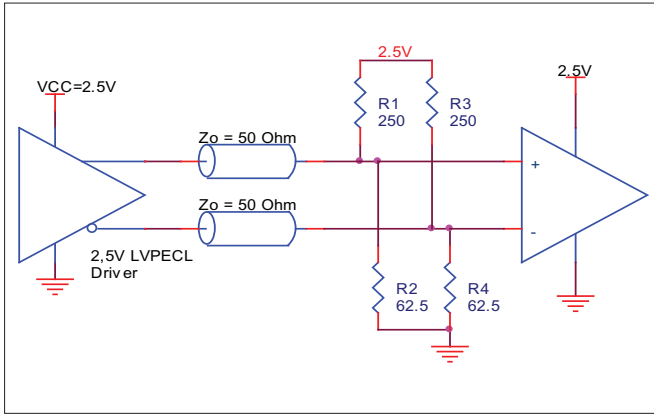 2.5V
2.5V
VCC=2.5V
R1
250
R3
250
Zo = 50 Ohm
+
Zo = 50 Ohm
-
2,5V LVPECL
Driver
R2
62.5
R4
62.5